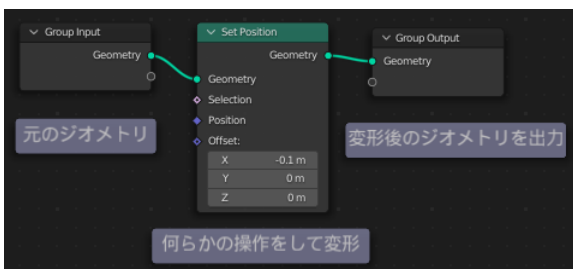 Group Input
Geometry
元のジオメトリ
Set Position
Geometry
Geometry
Selection
Position
Offset:
X -0.1 m
Y 0 m
Z 0 m
何らかの操作をして変形
Group Output
Geometry
変形後のジオメトリを出力